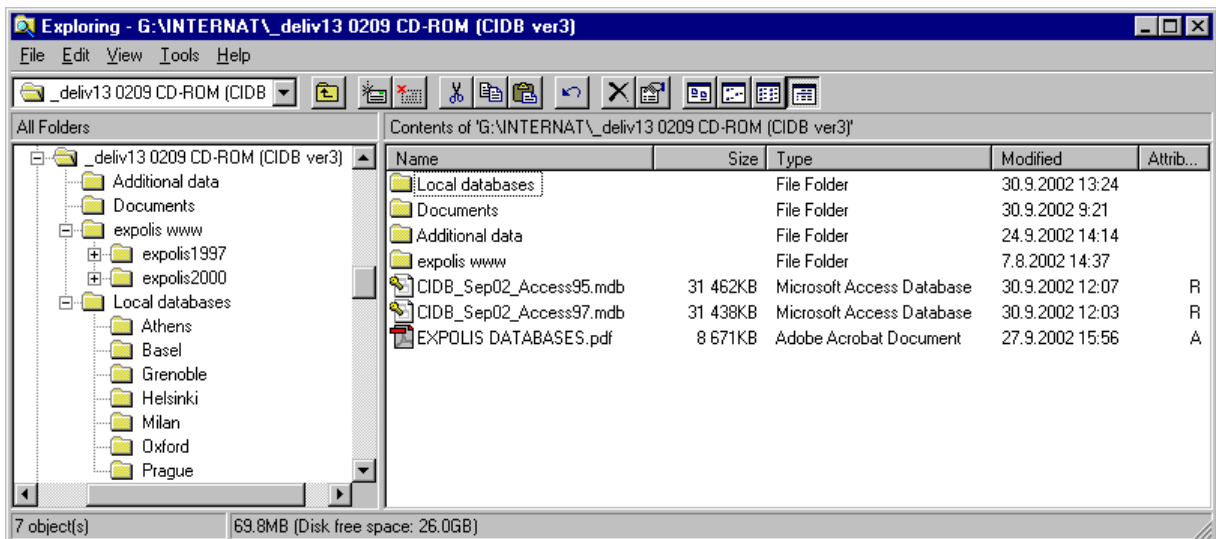 Exploring - G:\INTERNAT\_deliv13 0209 CD-ROM (CIDB ver3)
File Edit View Tools Help
_deliv13 0209 CD-ROM (CIDB
All Folders
Contents of 'G:\INTERNAT\_deliv13 0209 CD-ROM (CIDB ver3)'
_deliv13 0209 CD-ROM (CIDB ver3)
Additional data
Documents
expolis www
expolis1997
expolis2000
Local databases
Athens
Basel
Grenoble
Helsinki
Milan
Oxford
Prague
Name Size Type Modified Attrib...
Local databases File Folder 30.9.2002 13:24
Documents File Folder 30.9.2002 9:21
Additional data File Folder 24.9.2002 14:14
expolis www File Folder 7.8.2002 14:37
CIDB_Sep02_Access95.mdb 31 462KB Microsoft Access Database 30.9.2002 12:07 R
CIDB_Sep02_Access97.mdb 31 438KB Microsoft Access Database 30.9.2002 12:03 R
EXPOLIS DATABASES.pdf 8 671KB Adobe Acrobat Document 27.9.2002 15:56 A
7 object(s)
69.8MB (Disk free space: 26.0GB)